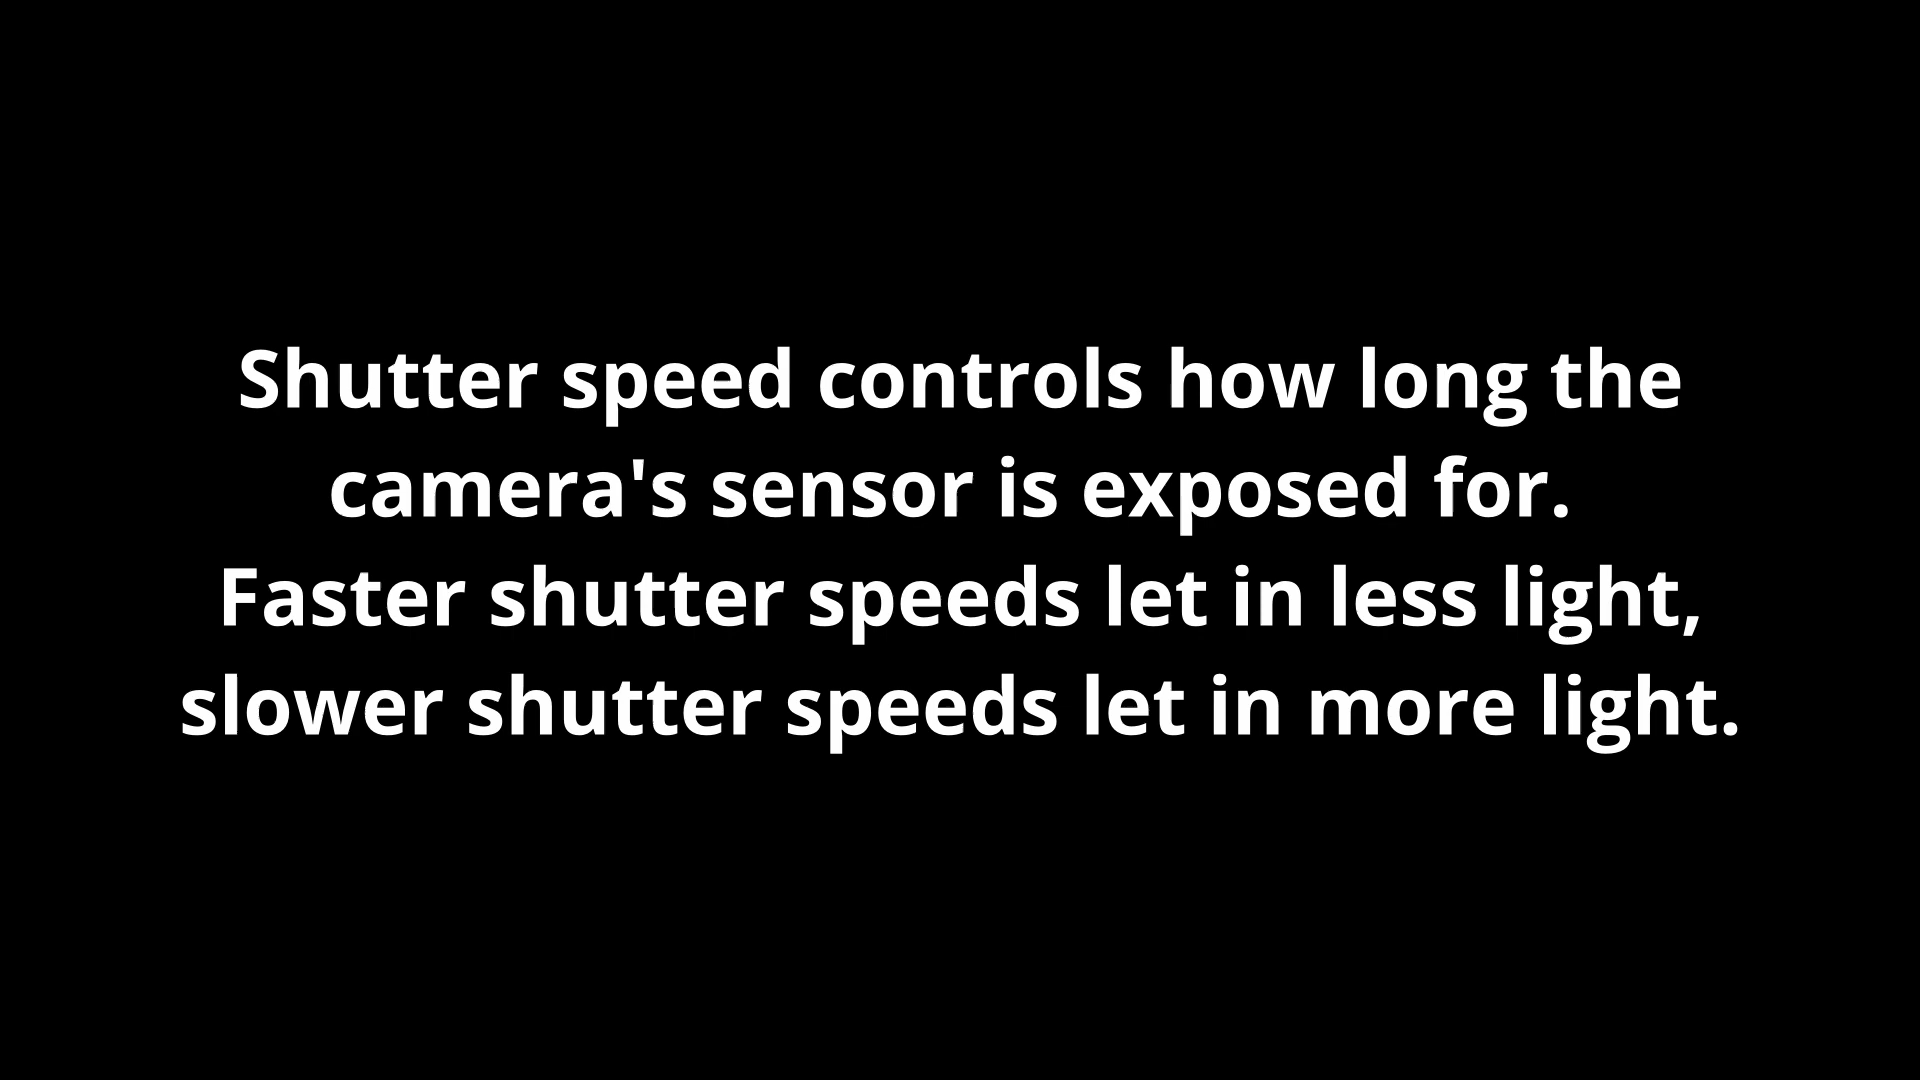 Shutter speed controls how long the
camera's sensor is exposed for.
Faster shutter speeds let in less light,
slower shutter speeds let in more light.